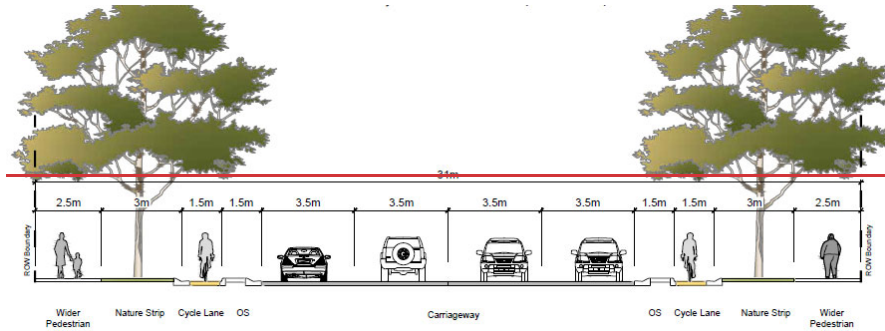 31m
2.5m 3m 1.5m 1.5m 3.5m 3.5m 3.5m 3.5m 1.5m 1.5m 3m 2.5m
ROW Boundary
ROW Boundary
Wider Pedestrian
Nature Strip
Cycle Lane
OS
Carriageway
OS
Cycle Lane
Nature Strip
Wider Pedestrian